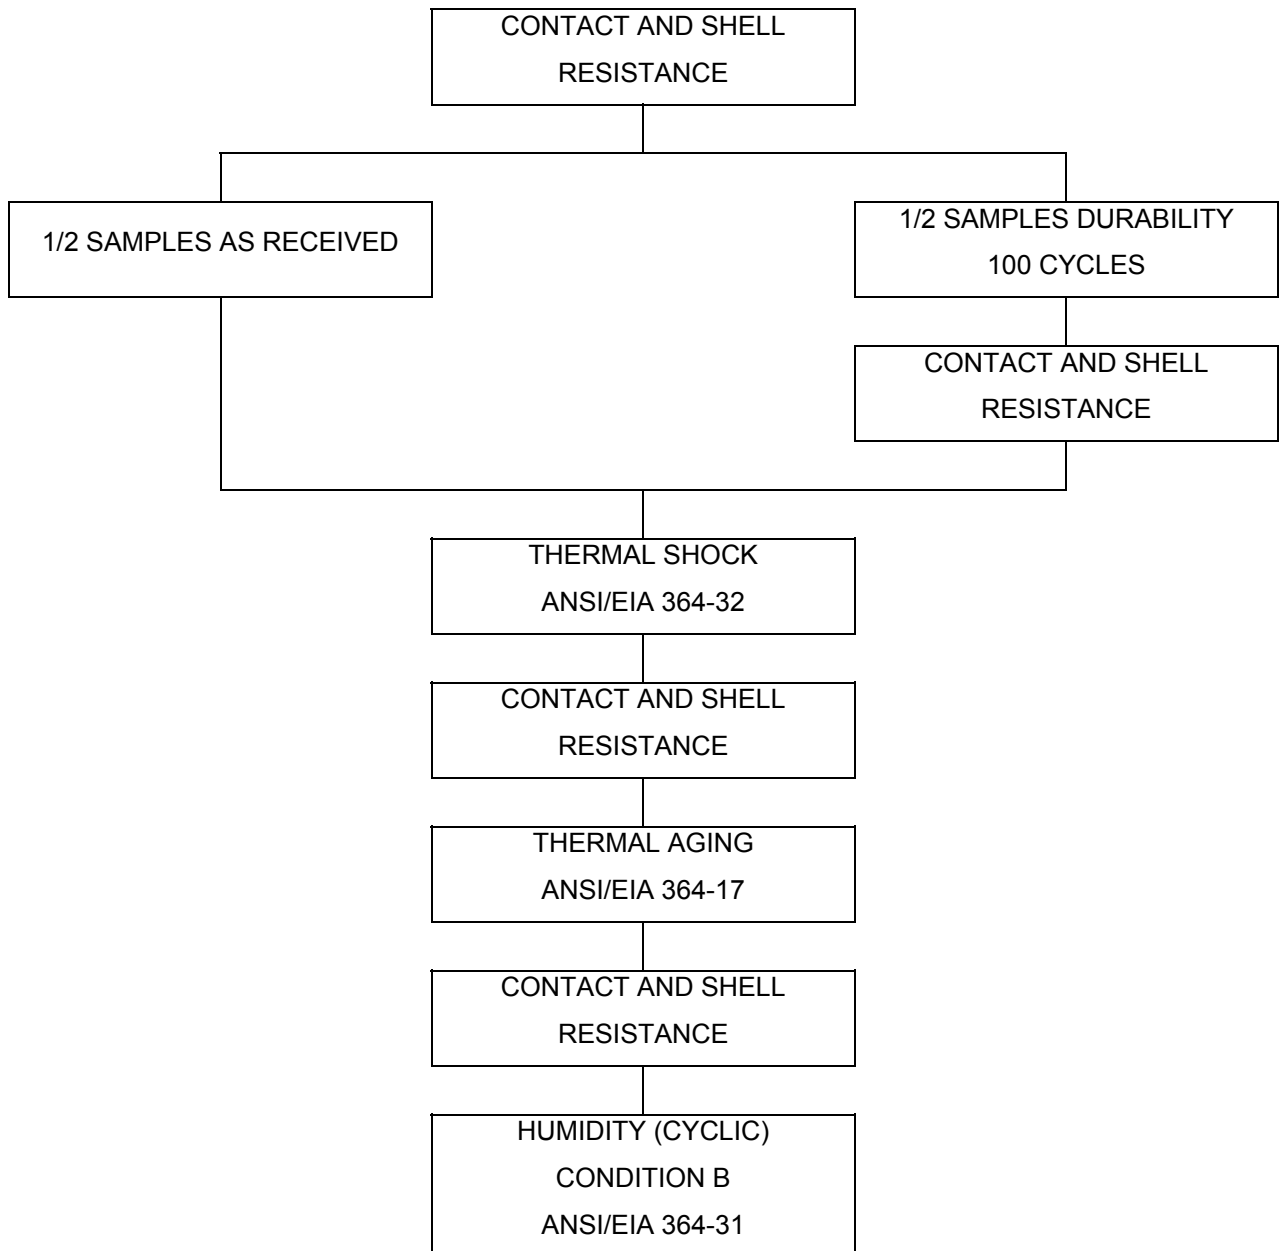 CONTACT AND SHELL
RESISTANCE
1/2 SAMPLES AS RECEIVED
1/2 SAMPLES DURABILITY
100 CYCLES
CONTACT AND SHELL
RESISTANCE
THERMAL SHOCK
ANSI/EIA 364-32
CONTACT AND SHELL
RESISTANCE
THERMAL AGING
ANSI/EIA 364-17
CONTACT AND SHELL
RESISTANCE
HUMIDITY (CYCLIC)
CONDITION B
ANSI/EIA 364-31